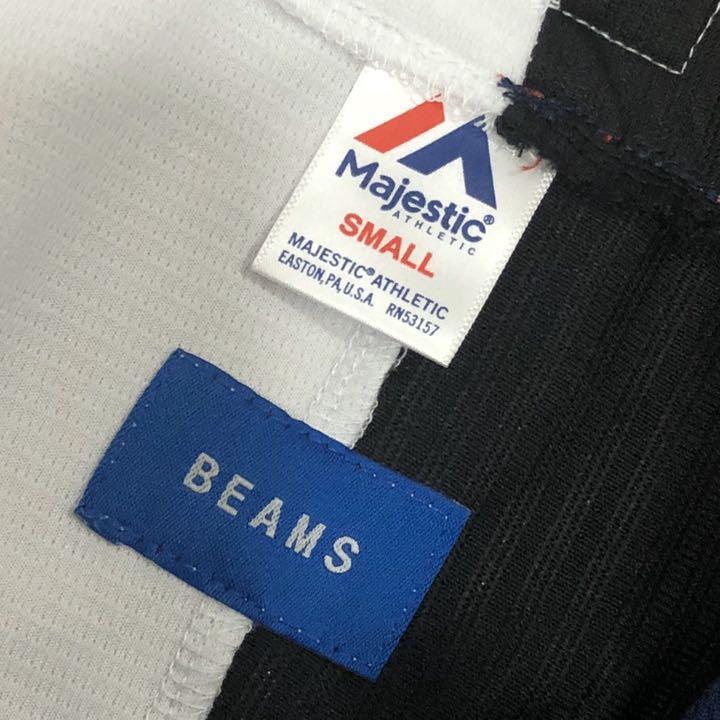 Majestic®
ATHLETIC
SMALL
MAJESTIC® ATHLETIC
EASTON, PA, U.S.A. RN53157
BEAMS